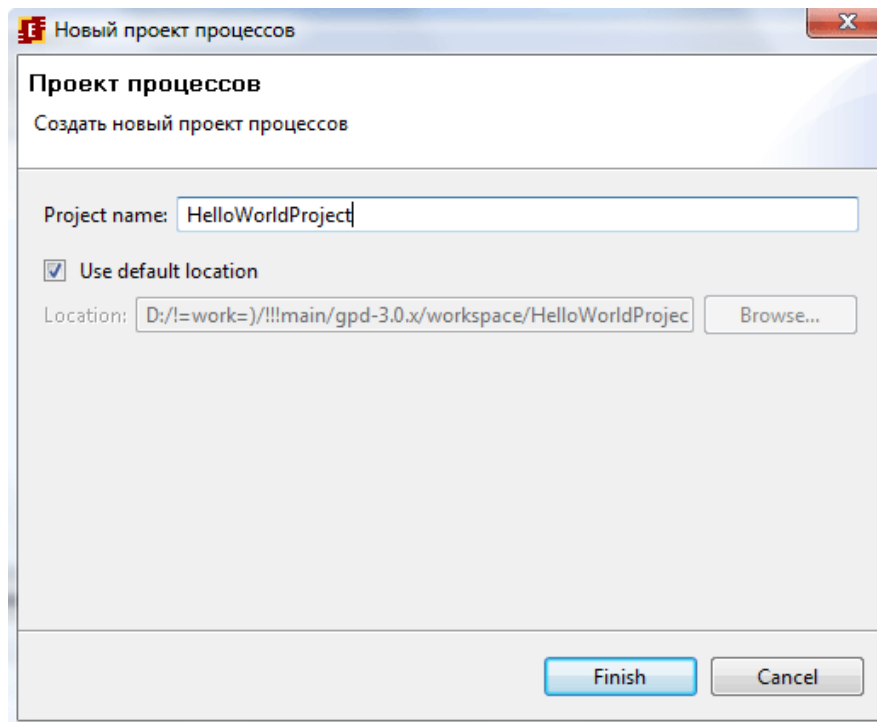 E Новый проект процессов
Проект процессов
Создать новый проект процессов
Project name: HelloWorldProject
Use default location
Location: D:/!=work=)/!!!main/gpd-3.0.x/workspace/HelloWorldProjec Browse...
Finish Cancel